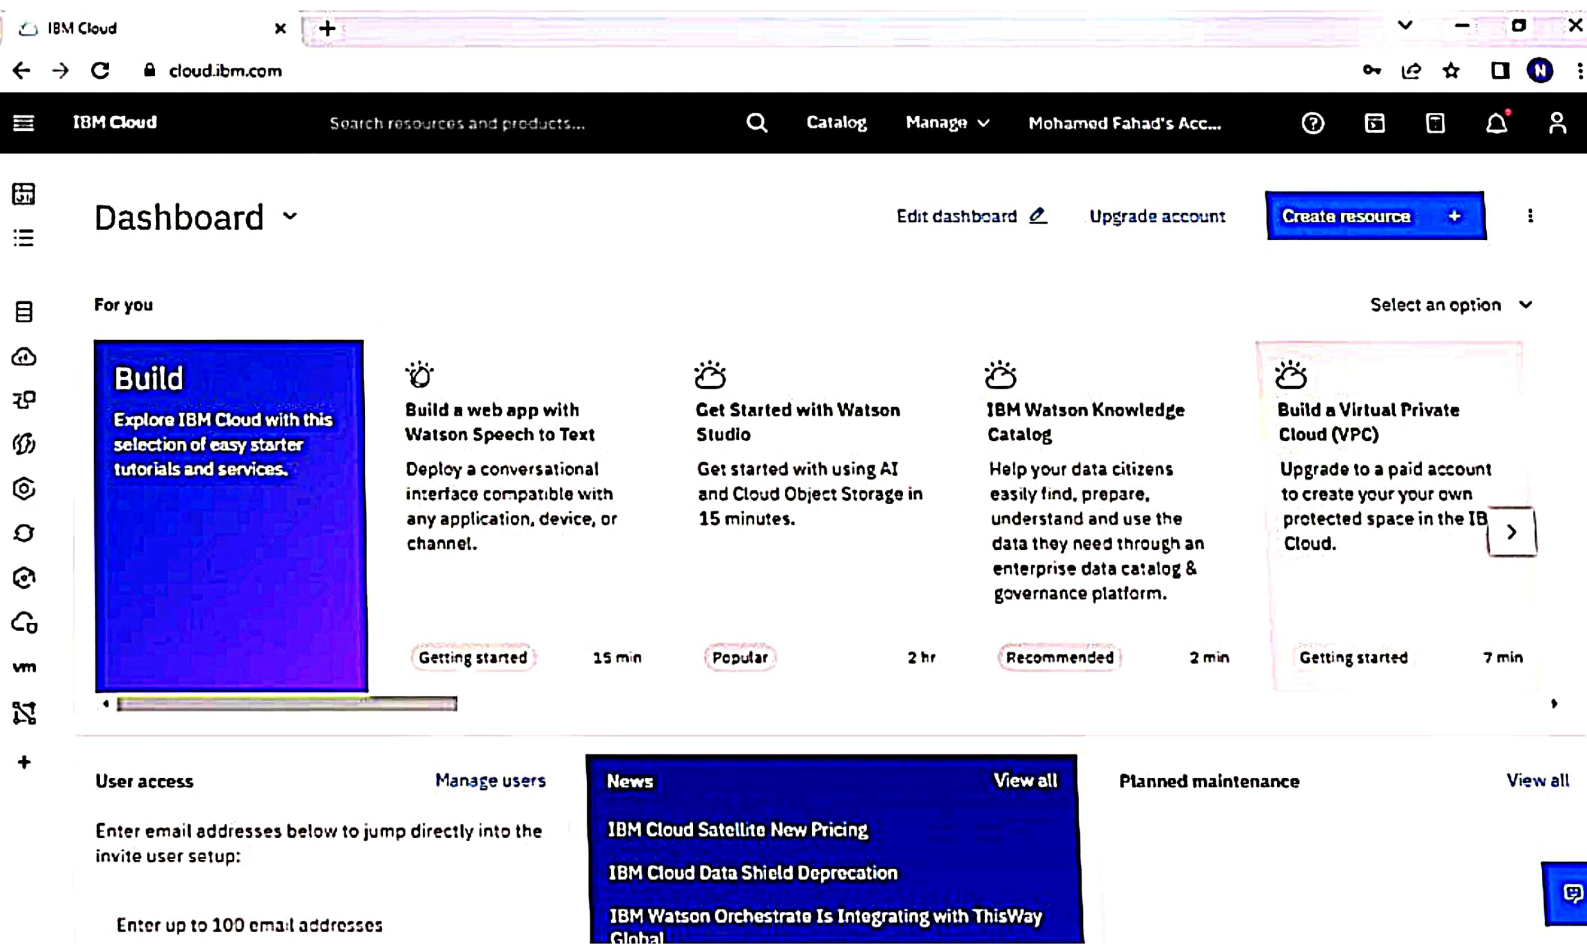 IBM Cloud
cloud.ibm.com
N
IBM Cloud
Search resources and products...
Catalog
Manage
Mohamed Fahad's Acc...
Dashboard
Edit dashboard
Upgrade account
Create resource +
For you
Select an option
Build
Explore IBM Cloud with this
selection of easy starter
tutorials and services.
Build a web app with
Watson Speech to Text
Deploy a conversational
interface compatible with
any application, device, or
channel.
Getting started
15 min
Get Started with Watson
Studio
Get started with using AI
and Cloud Object Storage in
15 minutes.
Popular
2 hr
IBM Watson Knowledge
Catalog
Help your data citizens
easily find, prepare,
understand and use the
data they need through an
enterprise data catalog &
governance platform.
Recommended
2 min
Build a Virtual Private
Cloud (VPC)
Upgrade to a paid account
to create your your own
protected space in the IB
Cloud.
Getting started
7 min
vm
User access
Manage users
Enter email addresses below to jump directly into the
invite user setup:
Enter up to 100 email addresses
News
View all
IBM Cloud Satellite New Pricing
IBM Cloud Data Shield Deprecation
IBM Watson Orchestrate Is Integrating with ThisWay
Global
Planned maintenance
View all